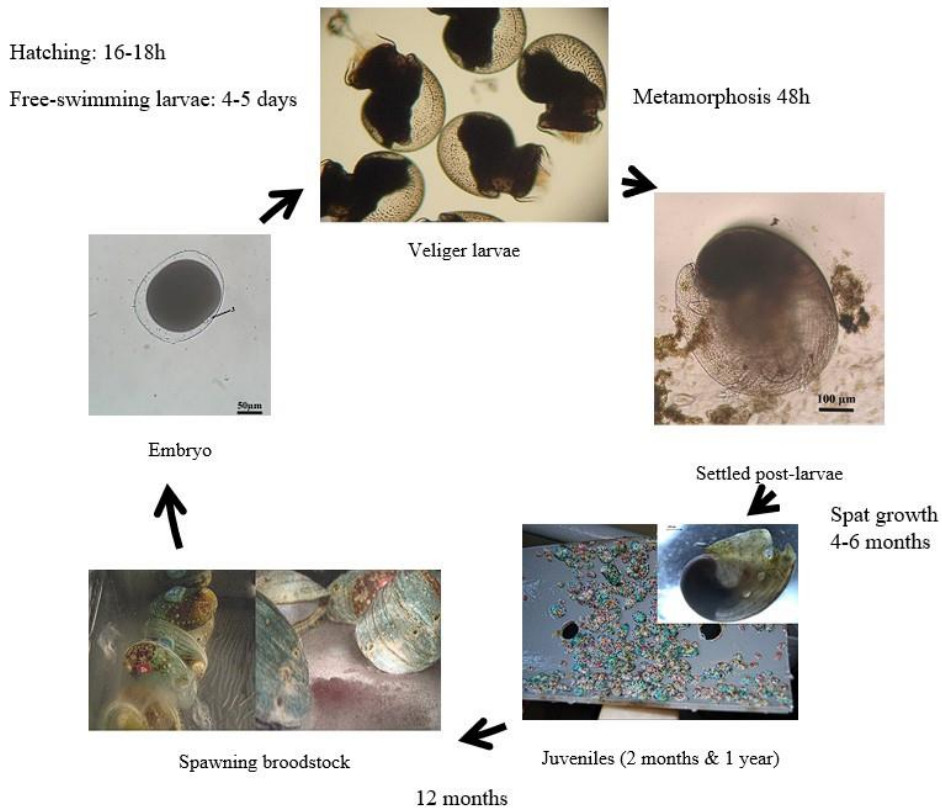 Hatching: 16-18h
Free-swimming larvae: 4-5 days
Metamorphosis 48h
Veliger larvae
50µm
Embryo
100 µm
Settled post-larvae
Spat growth
4-6 months
Spawning broodstock
Juveniles (2 months & 1 year)
12 months